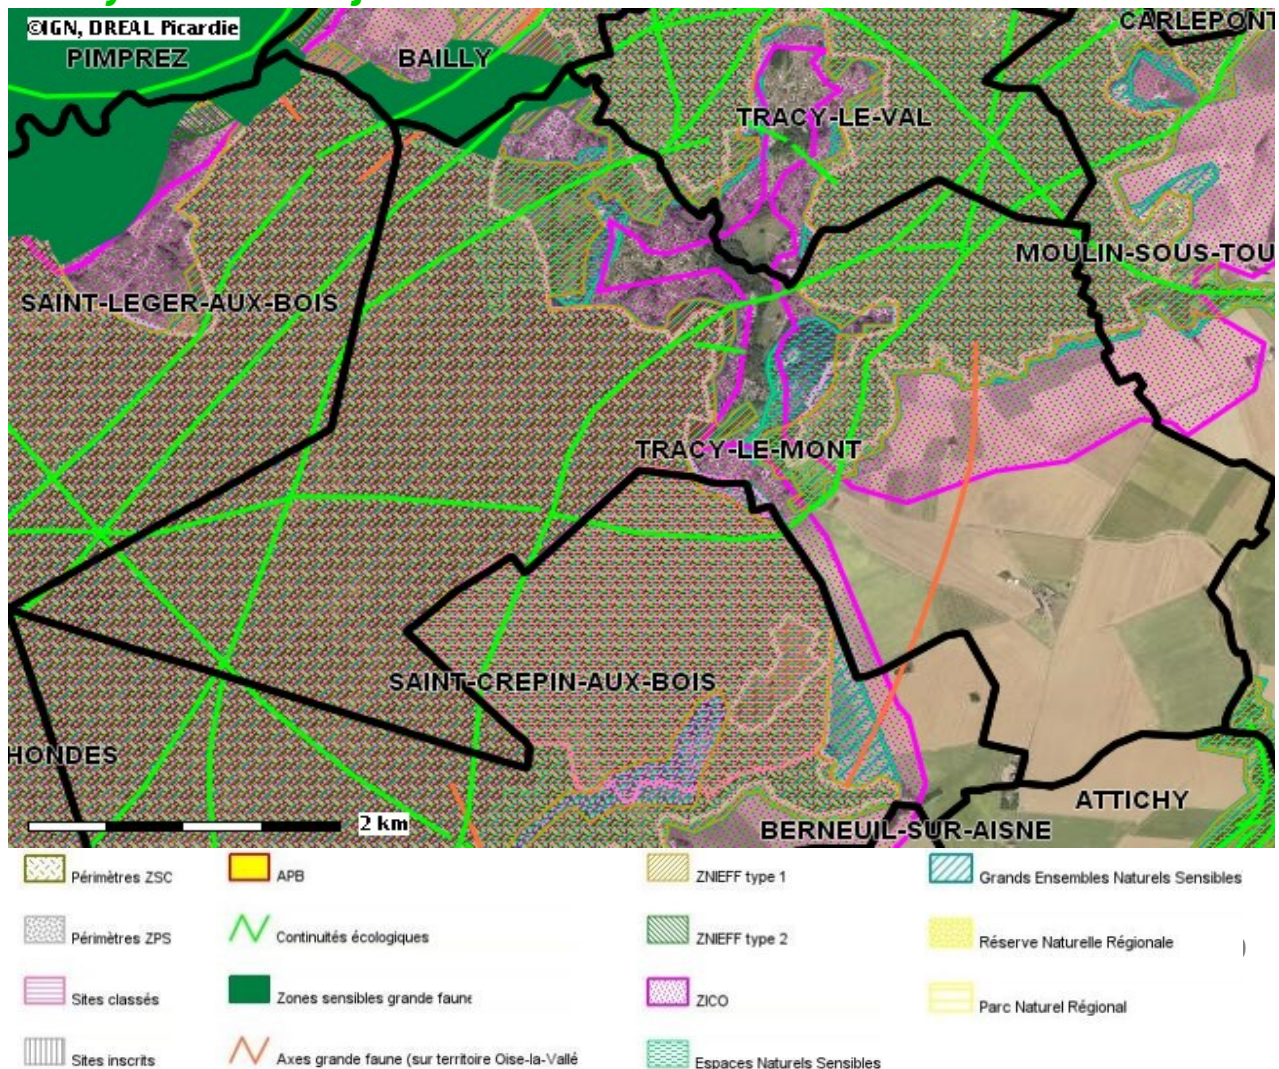 ©IGN, DREAL Picardie
CARLEPONT
PIMPREZ
BAILLY
TRACY-LE-VAL
MOULIN-SOUS-TOU
SAINT-LEGER-AUX-BOIS
TRACY-LE-MONT
SAINT-CREPIN-AUX-BOIS
HONDES
ATTICHY
2 km
BERNEUIL-SUR-AISNE
Périmètres ZSC
APB
ZNIEFF type 1
Grands Ensembles Naturels Sensibles
Périmètres ZPS
Continuités écologiques
ZNIEFF type 2
Réserve Naturelle Régionale
Sites classés
Zones sensibles grande faune
ZICO
Parc Naturel Régional
Sites inscrits
Axes grande faune (sur territoire Oise-la-Vallé
Espaces Naturels Sensibles